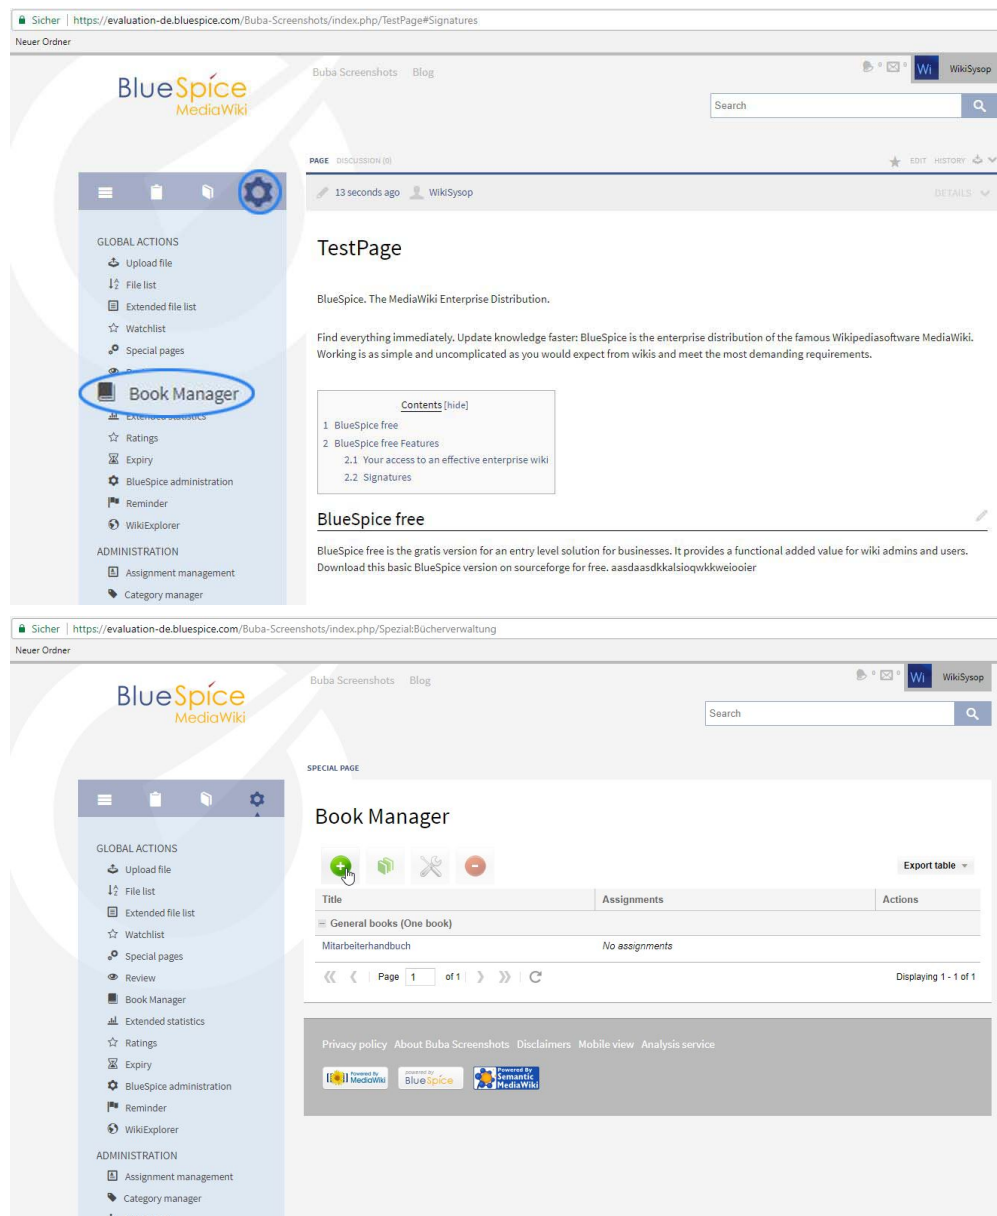 Sicher | https://evaluation-de.bluespice.com/Buba-Screenshots/index.php/TestPage#Signatures
Neuer Ordner
BlueSpice
MediaWiki
Buba Screenshots Blog
0 0 Wi WikiSysop
Search
PAGE DISCUSSION (0)
EDIT HISTORY
13 seconds ago WikiSysop
DETAILS
GLOBAL ACTIONS
Upload file
File list
Extended file list
Watchlist
Special pages
Book Manager
Extended statistics
Ratings
Expiry
BlueSpice administration
Reminder
WikiExplorer
ADMINISTRATION
Assignment management
Category manager
TestPage
BlueSpice. The MediaWiki Enterprise Distribution.
Find everything immediately. Update knowledge faster: BlueSpice is the enterprise distribution of the famous Wikipediasoftware MediaWiki.
Working is as simple and uncomplicated as you would expect from wikis and meet the most demanding requirements.
Contents [hide]
1 BlueSpice free
2 BlueSpice free Features
2.1 Your access to an effective enterprise wiki
2.2 Signatures
BlueSpice free
BlueSpice free is the gratis version for an entry level solution for businesses. It provides a functional added value for wiki admins and users.
Download this basic BlueSpice version on sourceforge for free. aasdaasdkkalsioqwkkweiooier
Sicher | https://evaluation-de.bluespice.com/Buba-Screenshots/index.php/Spezial:Bücherverwaltung
Neuer Ordner
BlueSpice
MediaWiki
Buba Screenshots Blog
0 0 Wi WikiSysop
Search
SPECIAL PAGE
GLOBAL ACTIONS
Upload file
File list
Extended file list
Watchlist
Special pages
Review
Book Manager
Extended statistics
Ratings
Expiry
BlueSpice administration
Reminder
WikiExplorer
ADMINISTRATION
Assignment management
Category manager
Book Manager
Export table
Title Assignments Actions
General books (One book)
Mitarbeiterhandbuch No assignments
Page 1 of 1
Displaying 1 - 1 of 1
Privacy policy About Buba Screenshots Disclaimers Mobile view Analysis service
Powered By MediaWiki
powered by BlueSpice
Powered By Semantic MediaWiki